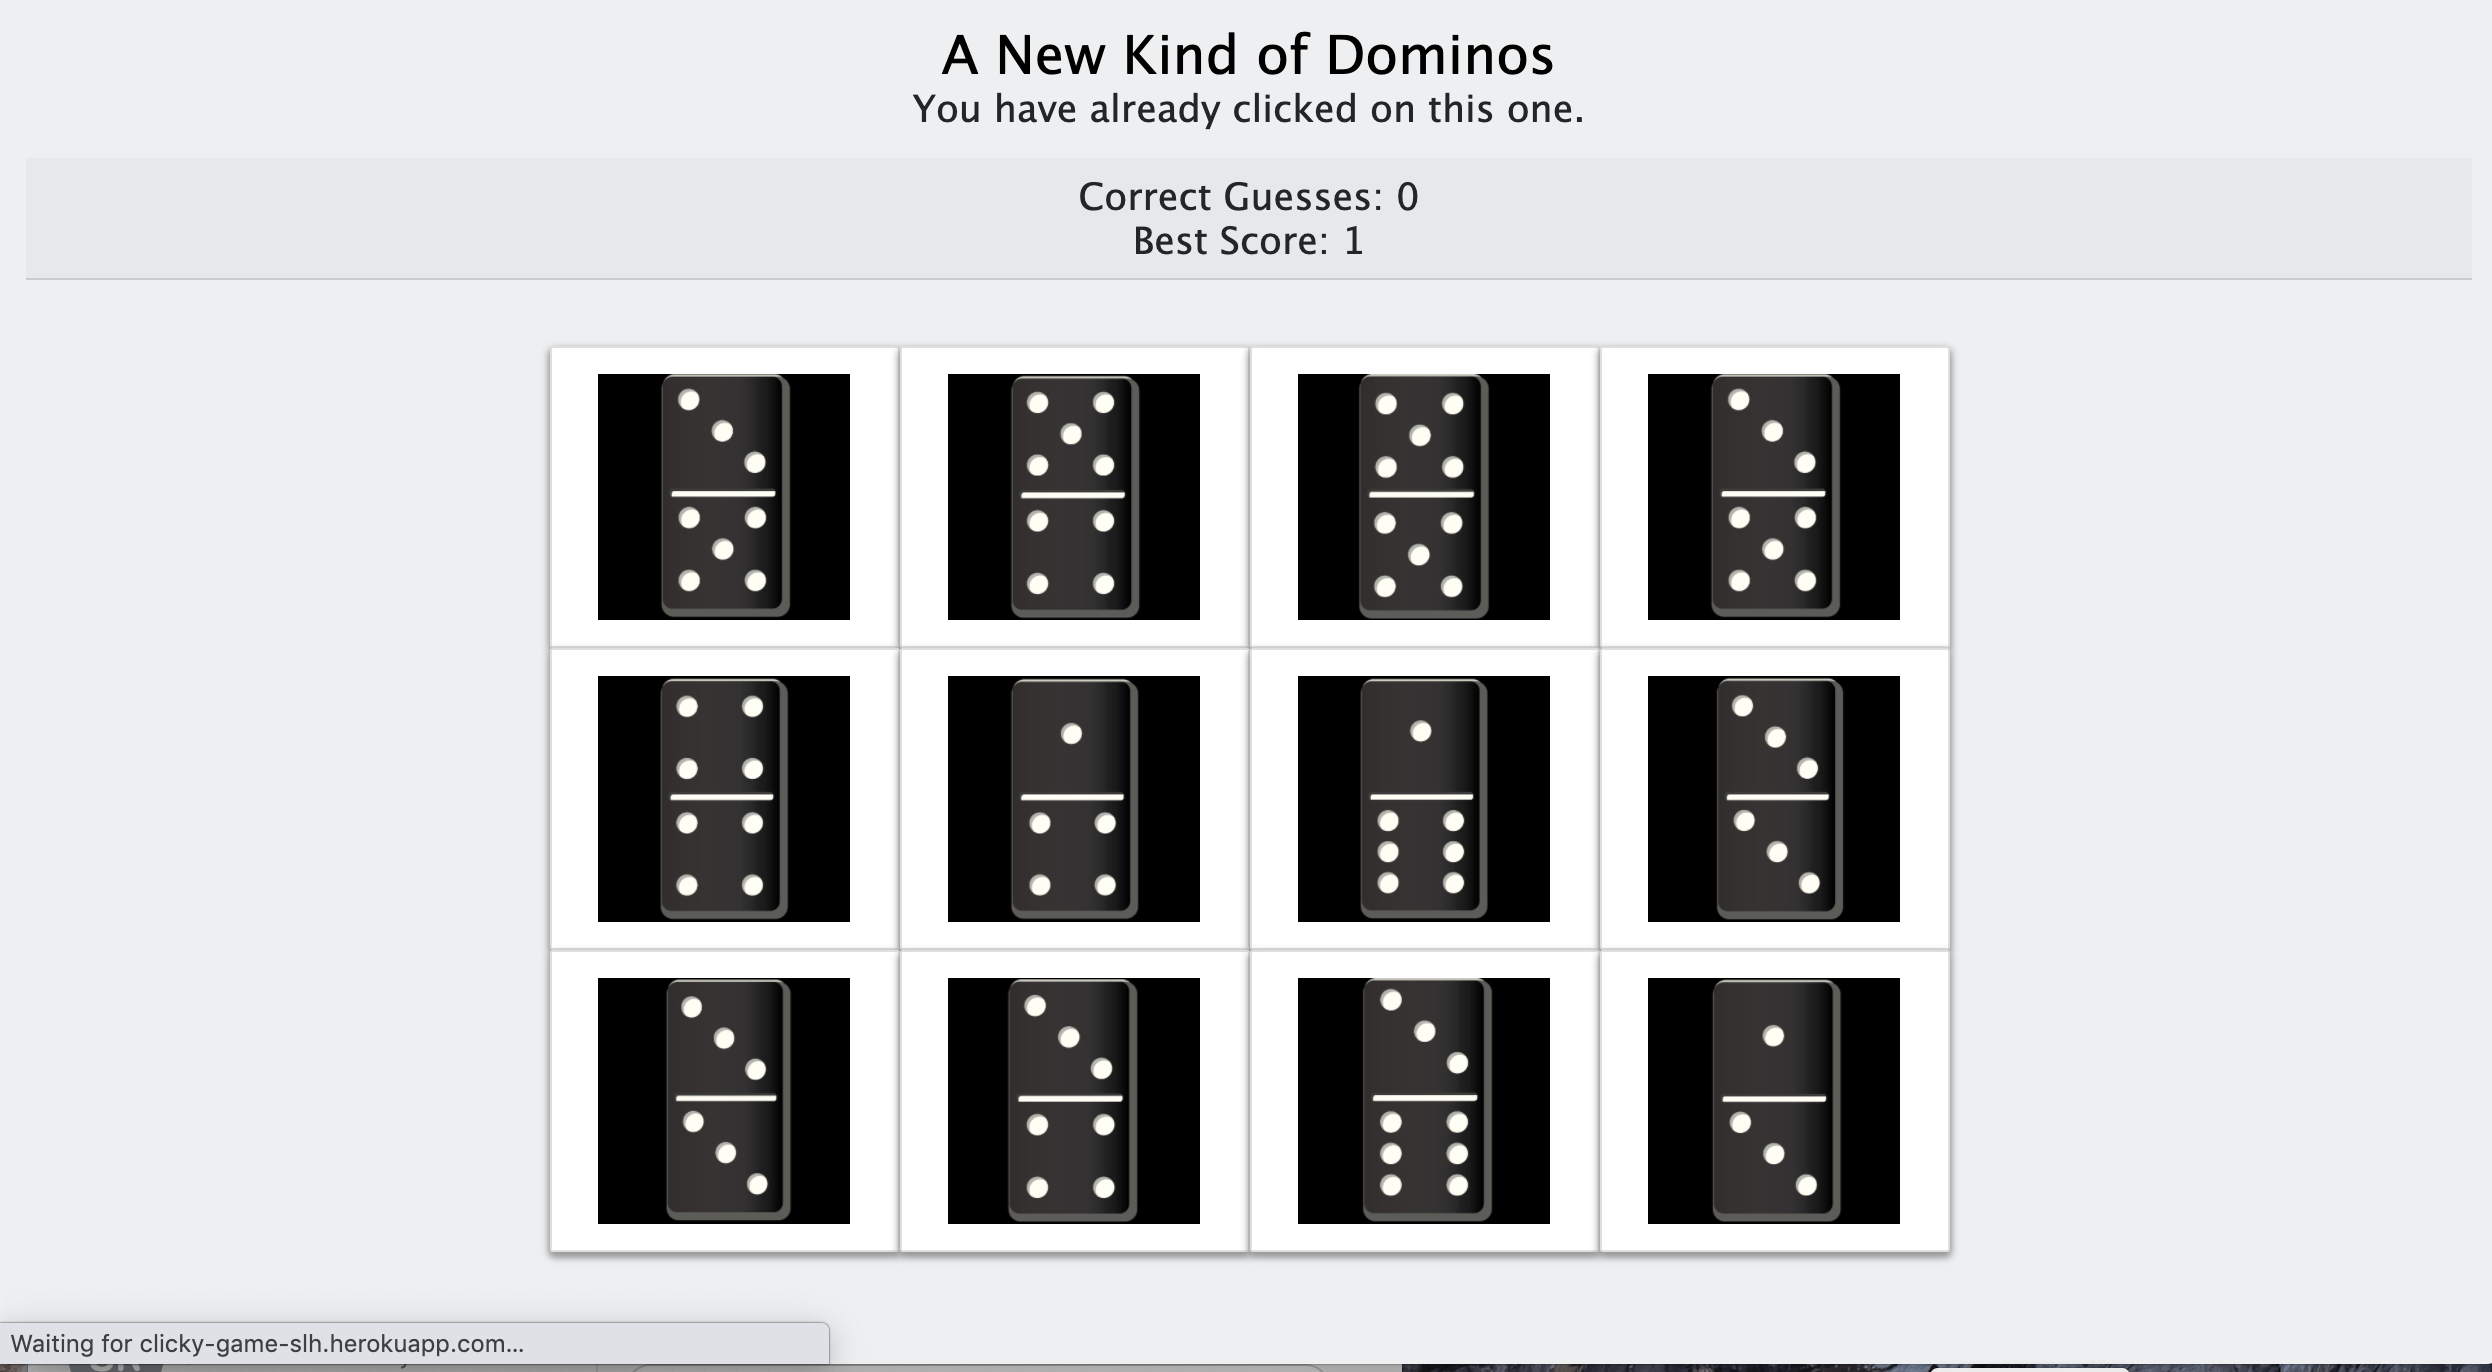 A New Kind of Dominos
You have already clicked on this one.
Correct Guesses: 0
Best Score: 1
Waiting for clicky-game-slh.herokuapp.com...